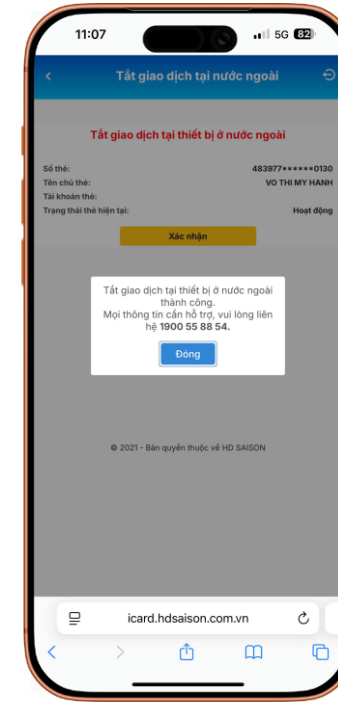 11:07 5G 82
Tắt giao dịch tại nước ngoài
Tắt giao dịch tại thiết bị ở nước ngoài
Số thẻ: 483977******0130
Tên chủ thẻ: VO THI MY HANH
Tài khoản thẻ:
Trạng thái thẻ hiện tại: Hoạt động
Xác nhận
Tắt giao dịch tại thiết bị ở nước ngoài
thành công.
Mọi thông tin cần hỗ trợ, vui lòng liên
hệ 1900 55 88 54.
Đóng
© 2021 - Bản quyền thuộc về HD SAISON
icard.hdsaison.com.vn